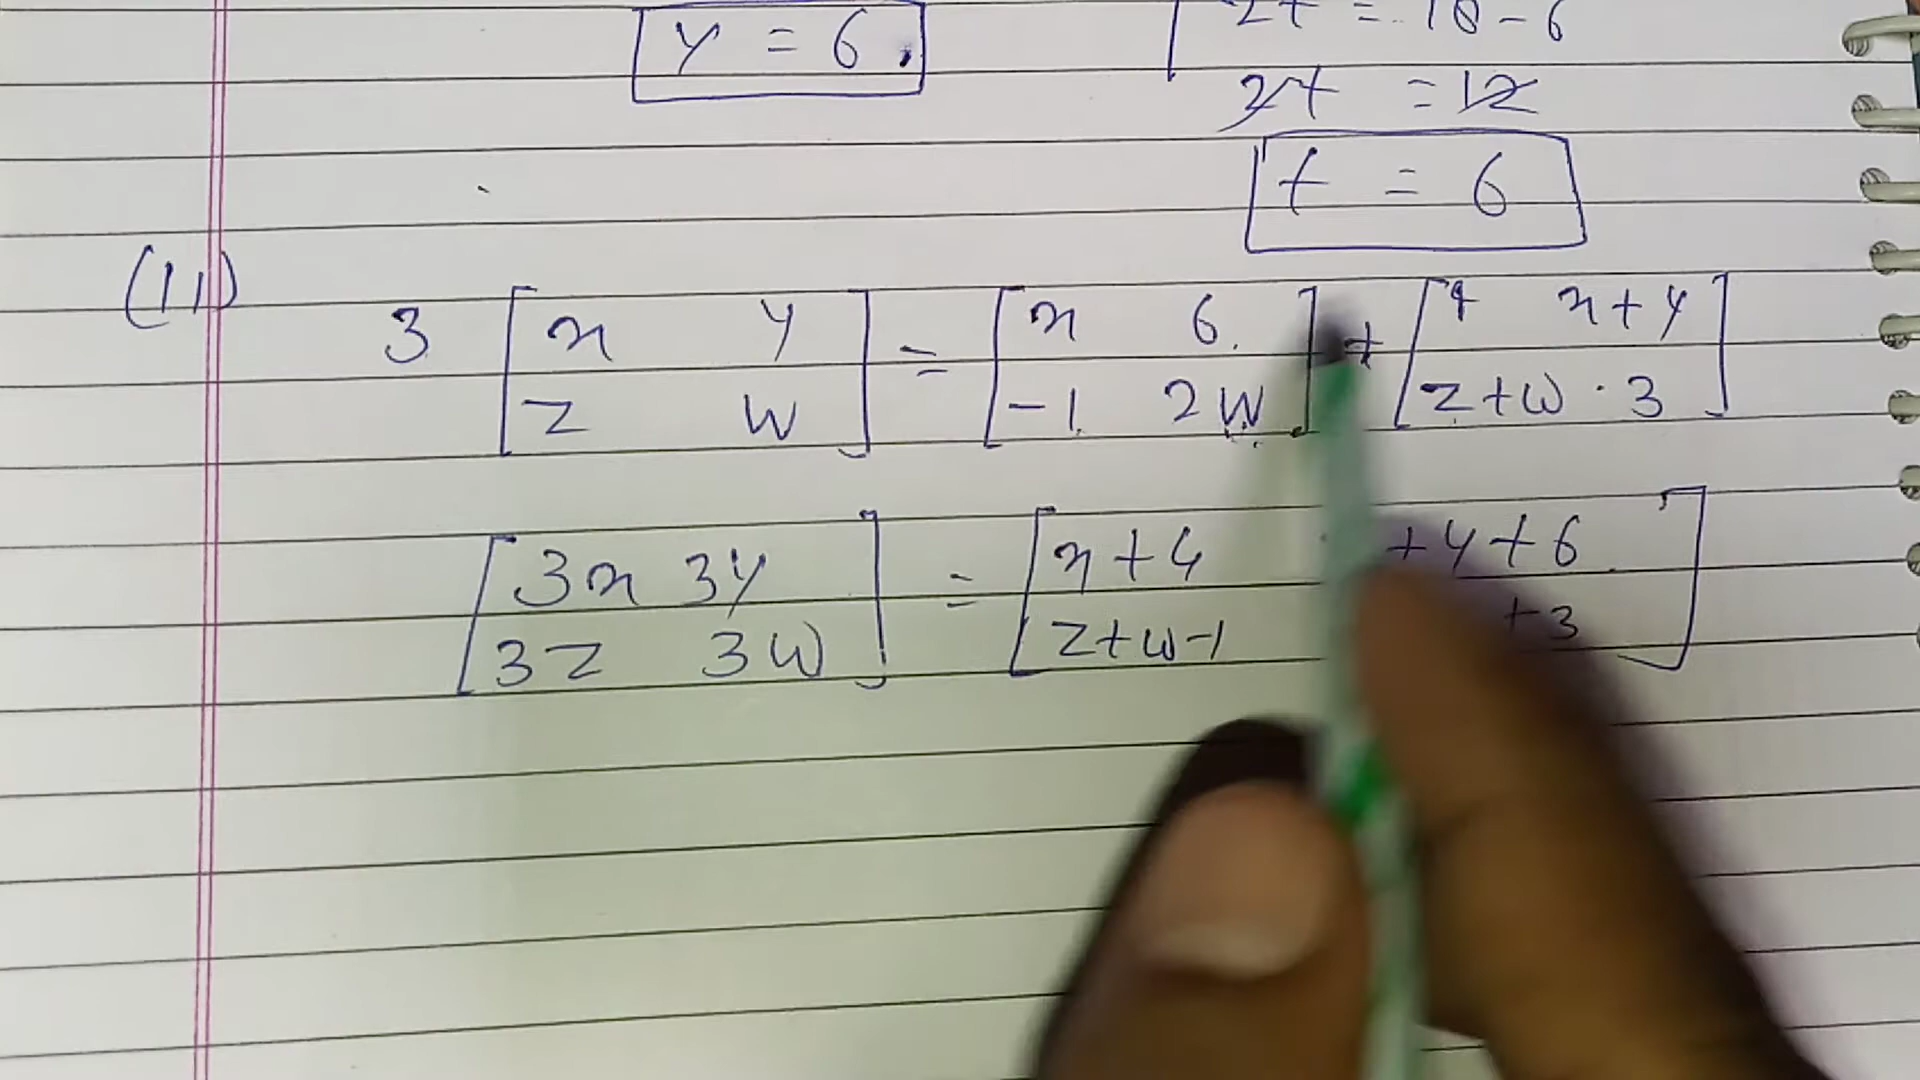 y = 6.
2t = 18 - 6
2t = 12
t = 6
(11)
3 [x y = [x 6. + [4 x+y]
z w] -1. 2w] z+w · 3]
[3x 3y] = [x+4 +y+6]
3z 3w z+w-1 +3